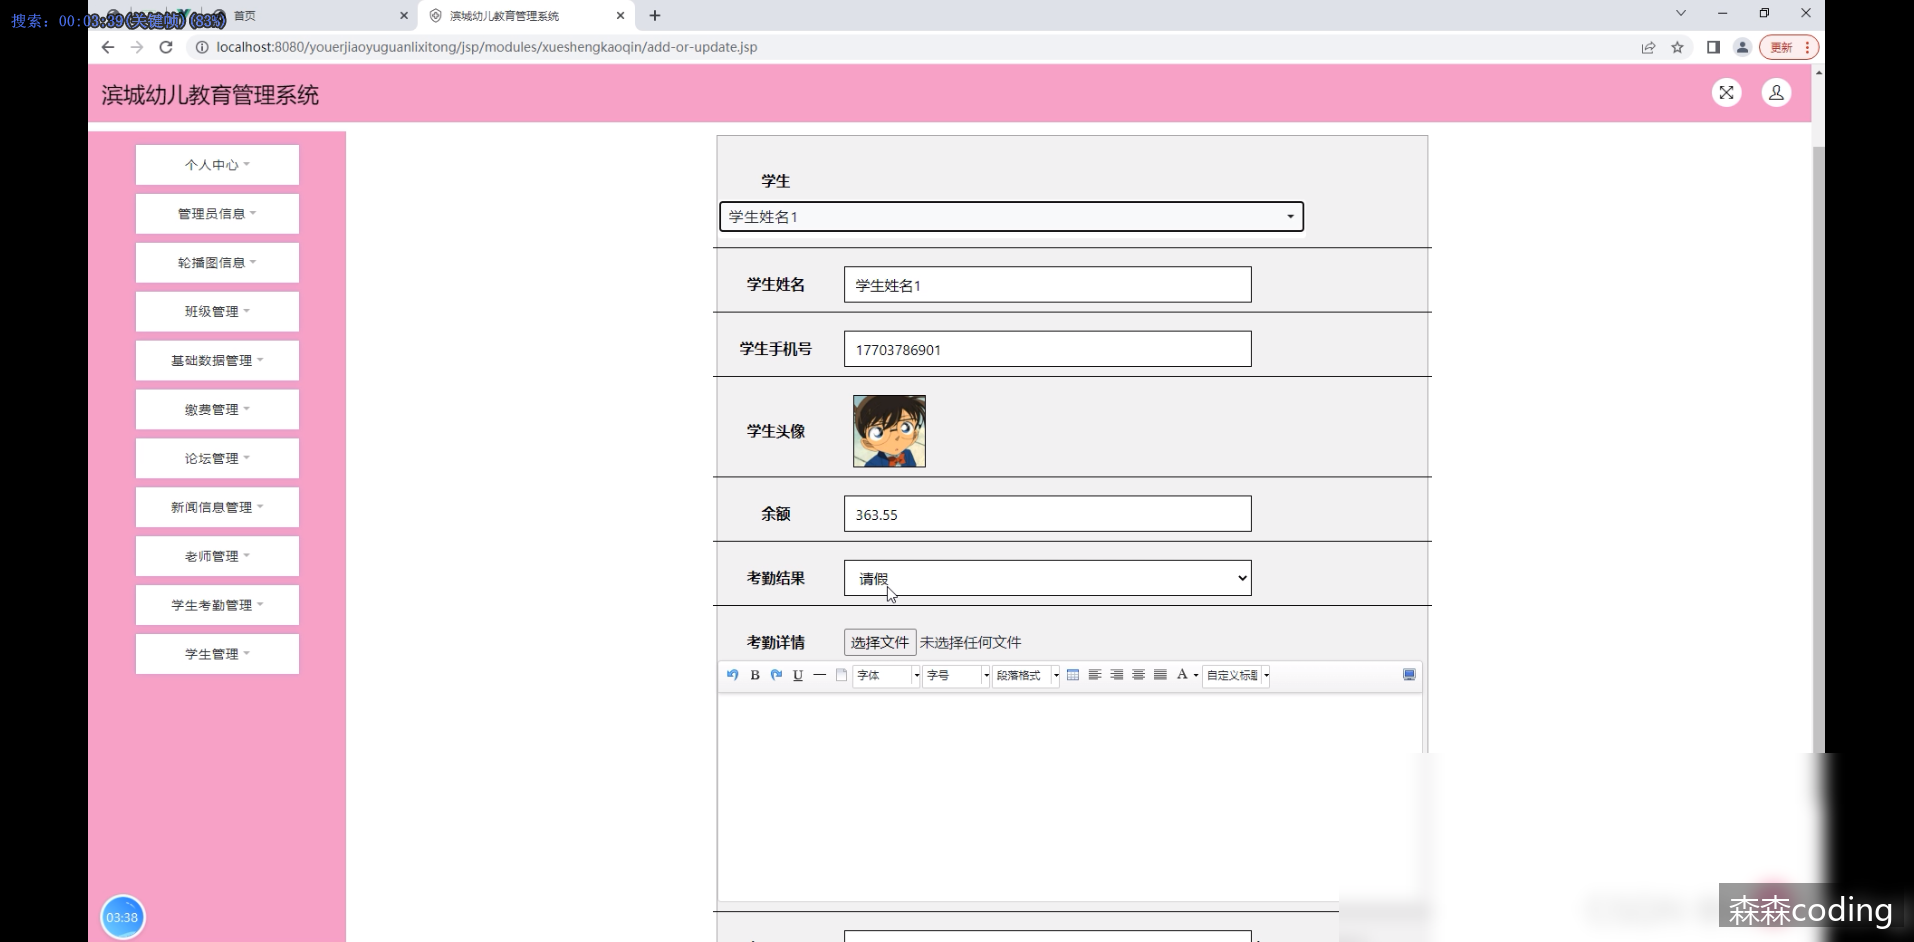 搜索: 00:03:39(关键帧)(83%)
首页
滨城幼儿教育管理系统
localhost:8080/youerjiaoyuguanlixitong/jsp/modules/xueshengkaoqin/add-or-update.jsp
更新
滨城幼儿教育管理系统
个人中心
管理员信息
轮播图信息
班级管理
基础数据管理
缴费管理
论坛管理
新闻信息管理
老师管理
学生考勤管理
学生管理
学生
学生姓名1
学生姓名 学生姓名1
学生手机号 17703786901
学生头像
余额 363.55
考勤结果 请假
考勤详情 选择文件 未选择任何文件
B U 字体 字号 段落格式 A 自定义标题
03:38
森森coding